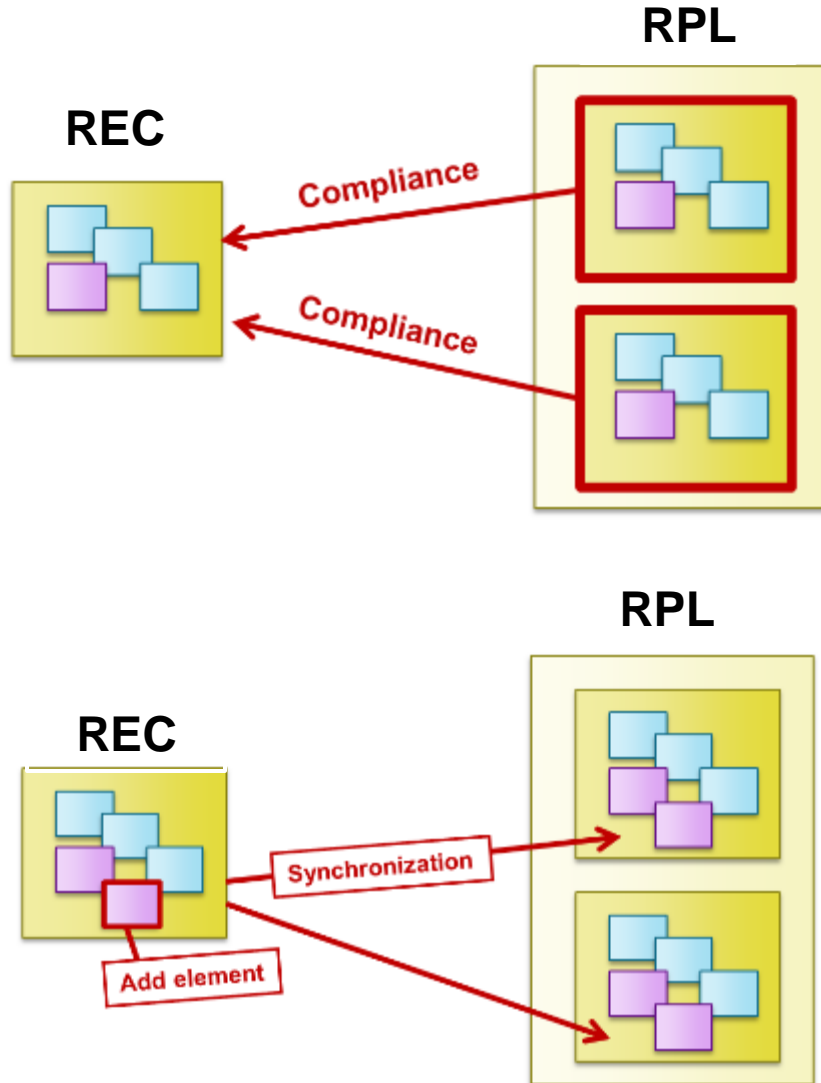 RPL
REC
Compliance
Compliance
RPL
REC
Synchronization
Add element